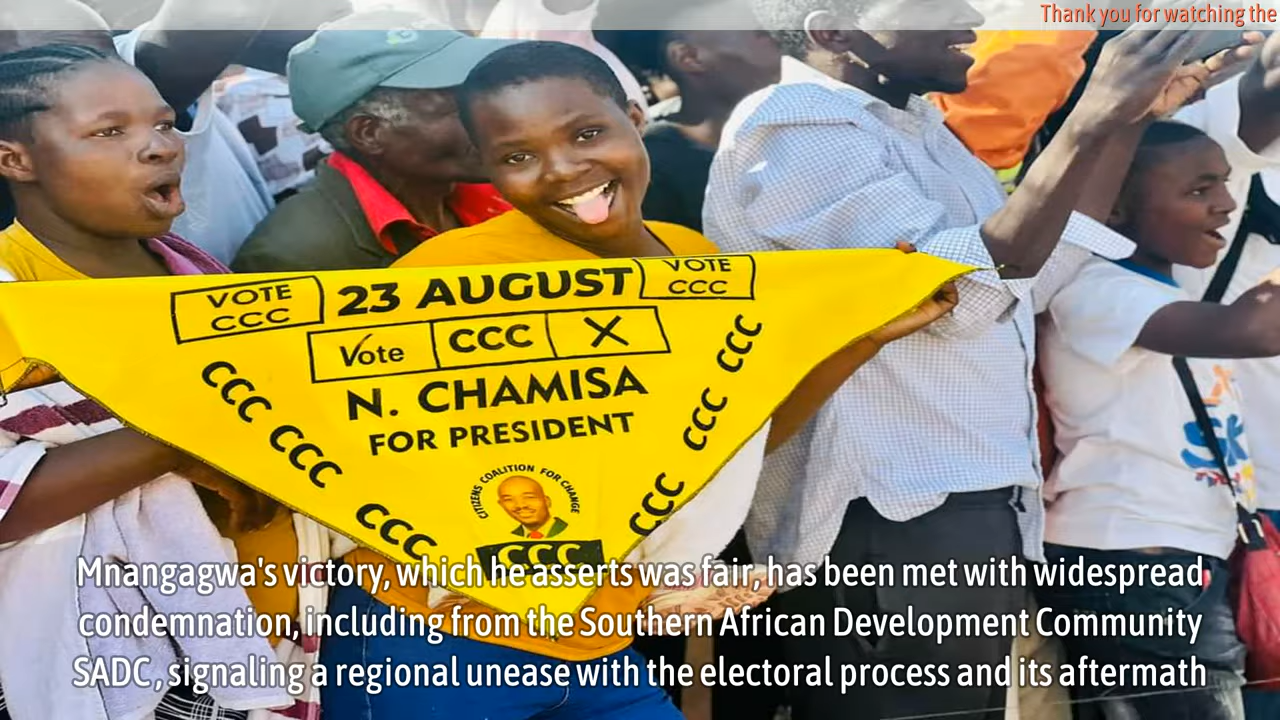 Thank you for watching the
VOTE CCC
23 AUGUST
VOTE CCC
Vote CCC X
N. CHAMISA
FOR PRESIDENT
CCC CCC CCC
CCC CCC CCC
CITIZENS COALITION FOR CHANGE
CCC
Mnangagwa's victory, which he asserts was fair, has been met with widespread
condemnation, including from the Southern African Development Community
SADC, signaling a regional unease with the electoral process and its aftermath